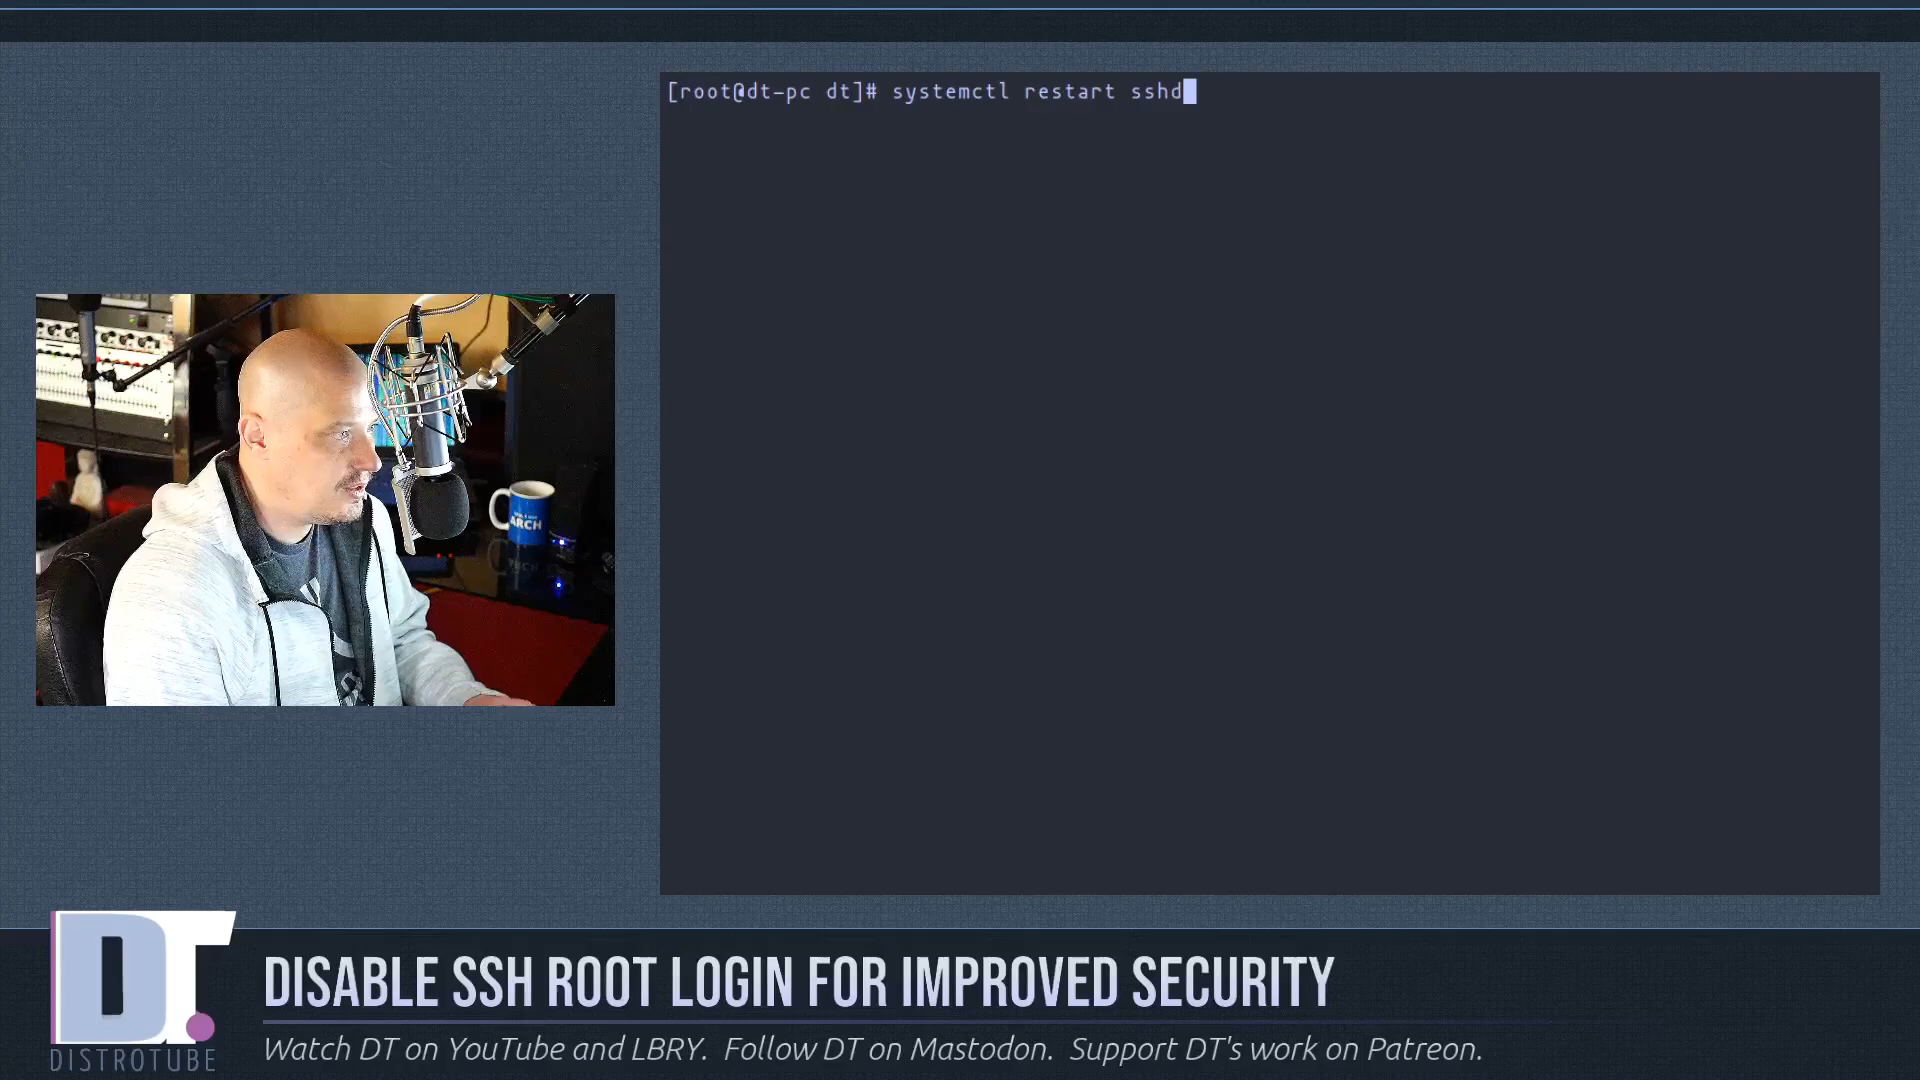 [root@dt-pc dt]# systemctl restart sshd
ARCH
DT
DISTROTUBE
DISABLE SSH ROOT LOGIN FOR IMPROVED SECURITY
Watch DT on YouTube and LBRY.  Follow DT on Mastodon.  Support DT's work on Patreon.